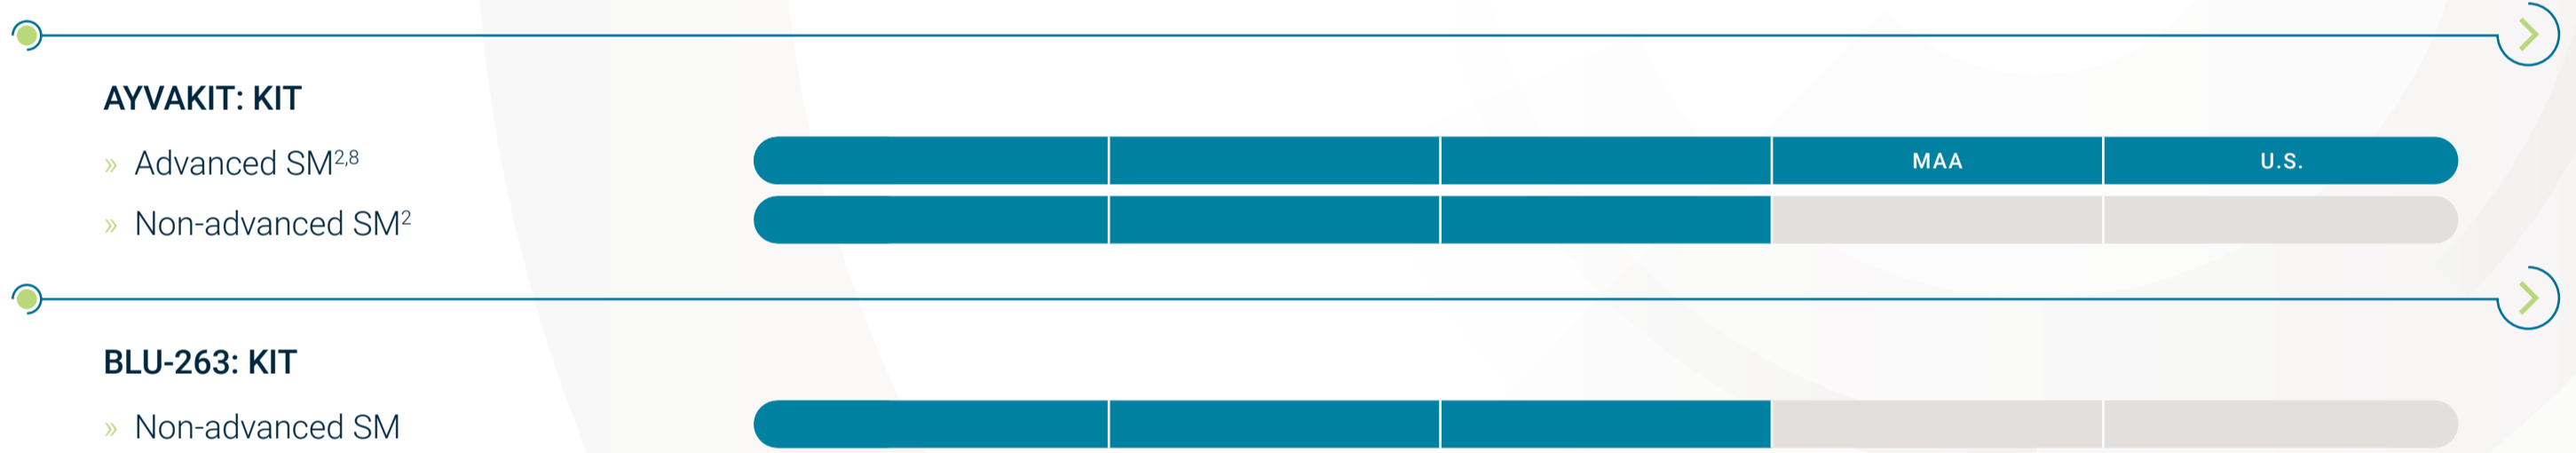 AYVAKIT: KIT
» Advanced SM2,8
MAA
U.S.
» Non-advanced SM2
BLU-263: KIT
» Non-advanced SM